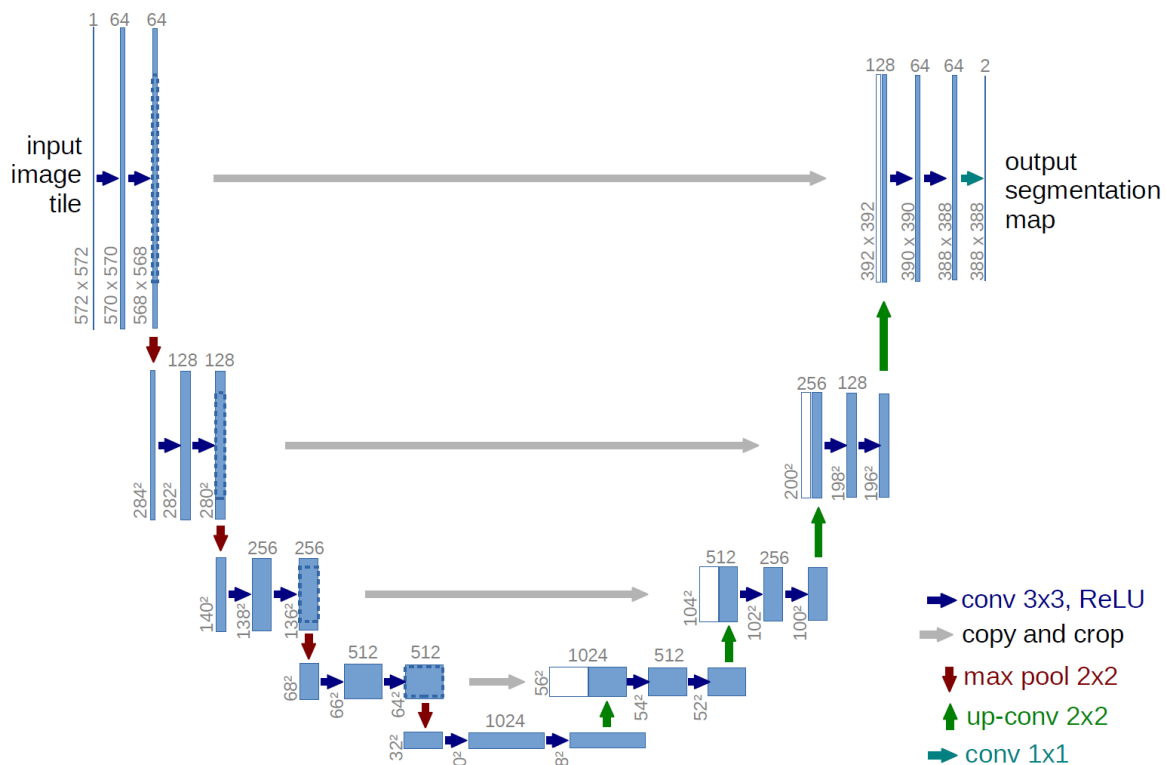 1 64 64
128 64 64 2
input
image
tile
output
segmentation
map
572 x 572
570 x 570
568 x 568
392 x 392
390 x 390
388 x 388
388 x 388
128 128
256 128
284²
282²
280²
200²
198²
196²
256 256
512 256
140²
138²
136²
104²
102²
100²
conv 3x3, ReLU
copy and crop
max pool 2x2
up-conv 2x2
conv 1x1
512 512
1024 512
68²
66²
64²
56²
54²
52²
1024
32²